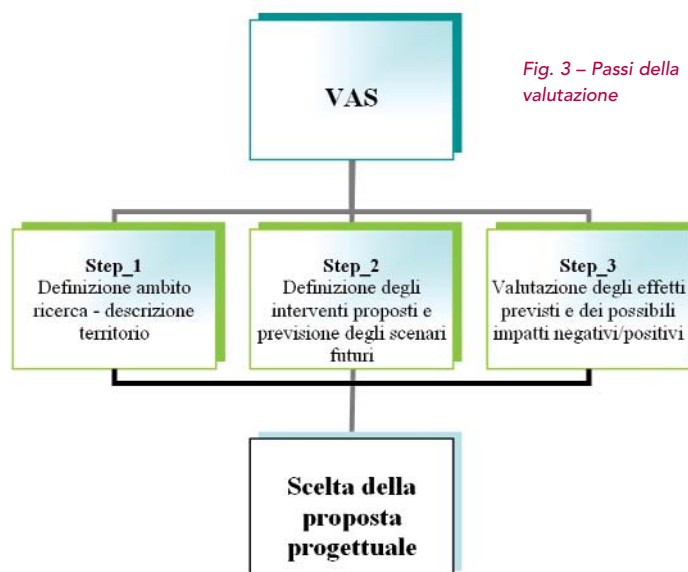 VAS
Fig. 3 – Passi della
valutazione
Step_1
Definizione ambito
ricerca - descrizione
territorio
Step_2
Definizione degli
interventi proposti e
previsione degli scenari
futuri
Step_3
Valutazione degli effetti
previsti e dei possibili
impatti negativi/positivi
Scelta della
proposta
progettuale